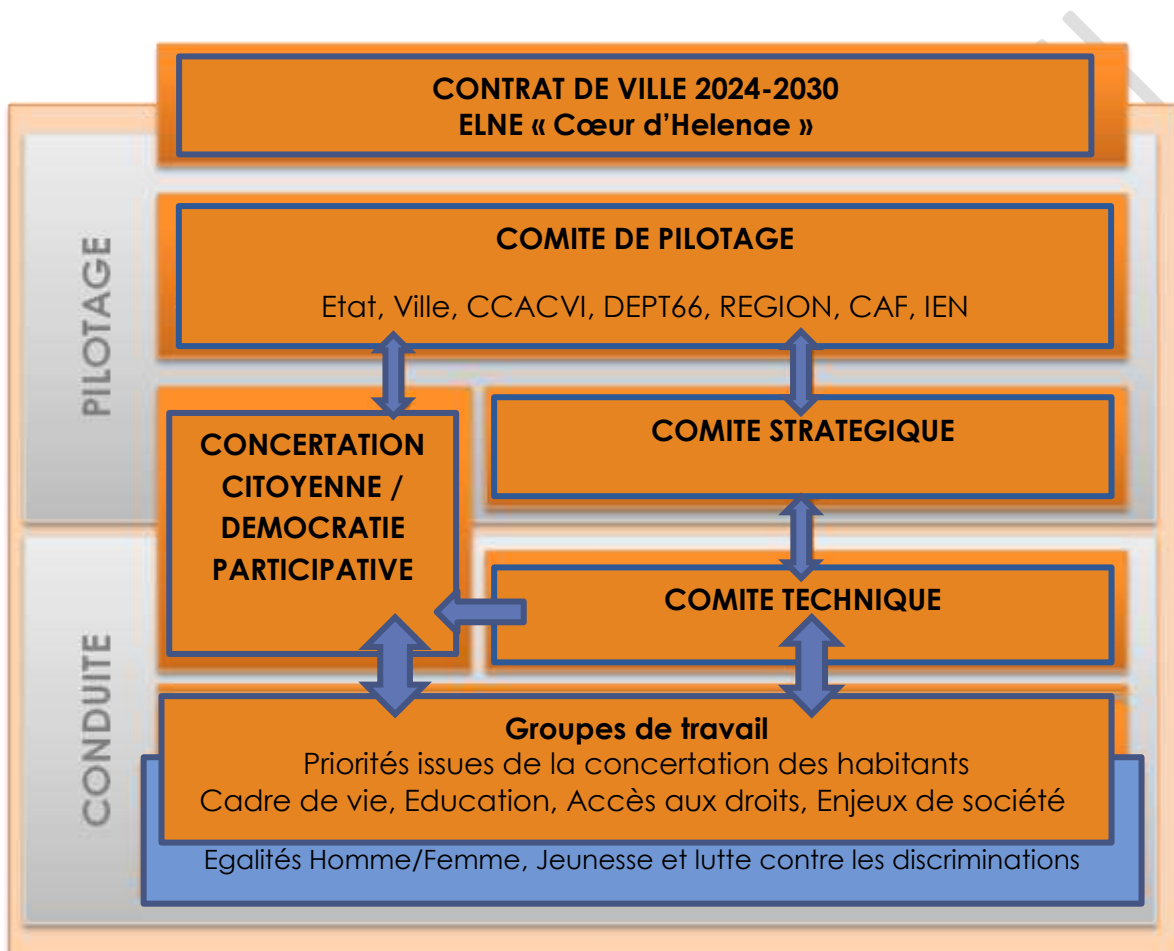 CONTRAT DE VILLE 2024-2030
ELNE « Cœur d’Helenae »
PILOTAGE
COMITE DE PILOTAGE
Etat, Ville, CCACVI, DEPT66, REGION, CAF, IEN
CONCERTATION
CITOYENNE /
DEMOCRATIE
PARTICIPATIVE
COMITE STRATEGIQUE
CONDUITE
COMITE TECHNIQUE
Groupes de travail
Priorités issues de la concertation des habitants
Cadre de vie, Education, Accès aux droits, Enjeux de société
Egalités Homme/Femme, Jeunesse et lutte contre les discriminations